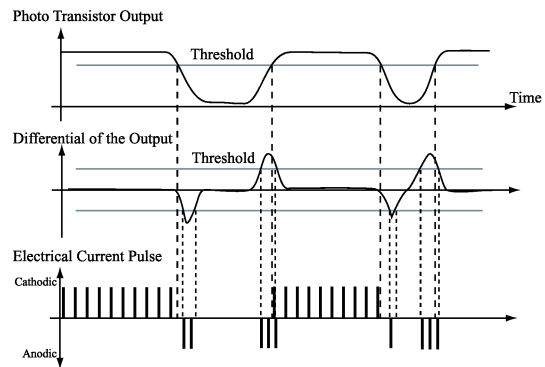 Photo Transistor Output
Threshold
Time
Differential of the Output
Threshold
Electrical Current Pulse
Cathodic
Anodic